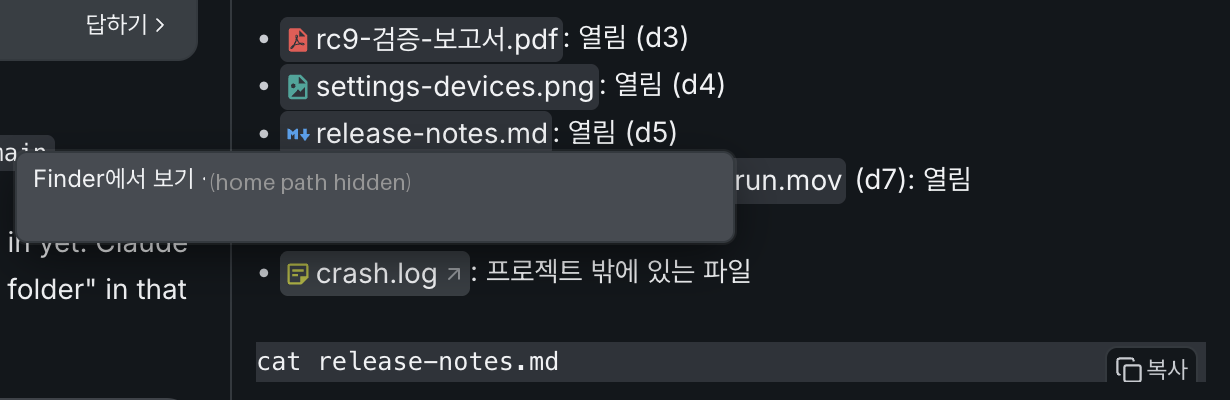 답하기 >
rc9-검증-보고서.pdf: 열림 (d3)
settings-devices.png: 열림 (d4)
release-notes.md: 열림 (d5)
main
Finder에서 보기 · (home path hidden)
run.mov (d7): 열림
in yet. Claude
folder" in that
crash.log ↗: 프로젝트 밖에 있는 파일
cat release-notes.md
복사